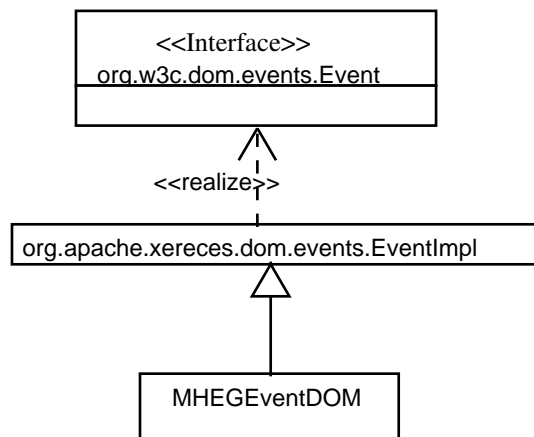 <<Interface>>
org.w3c.dom.events.Event
<<realize>>
org.apache.xereces.dom.events.EventImpl
MHEGEventDOM